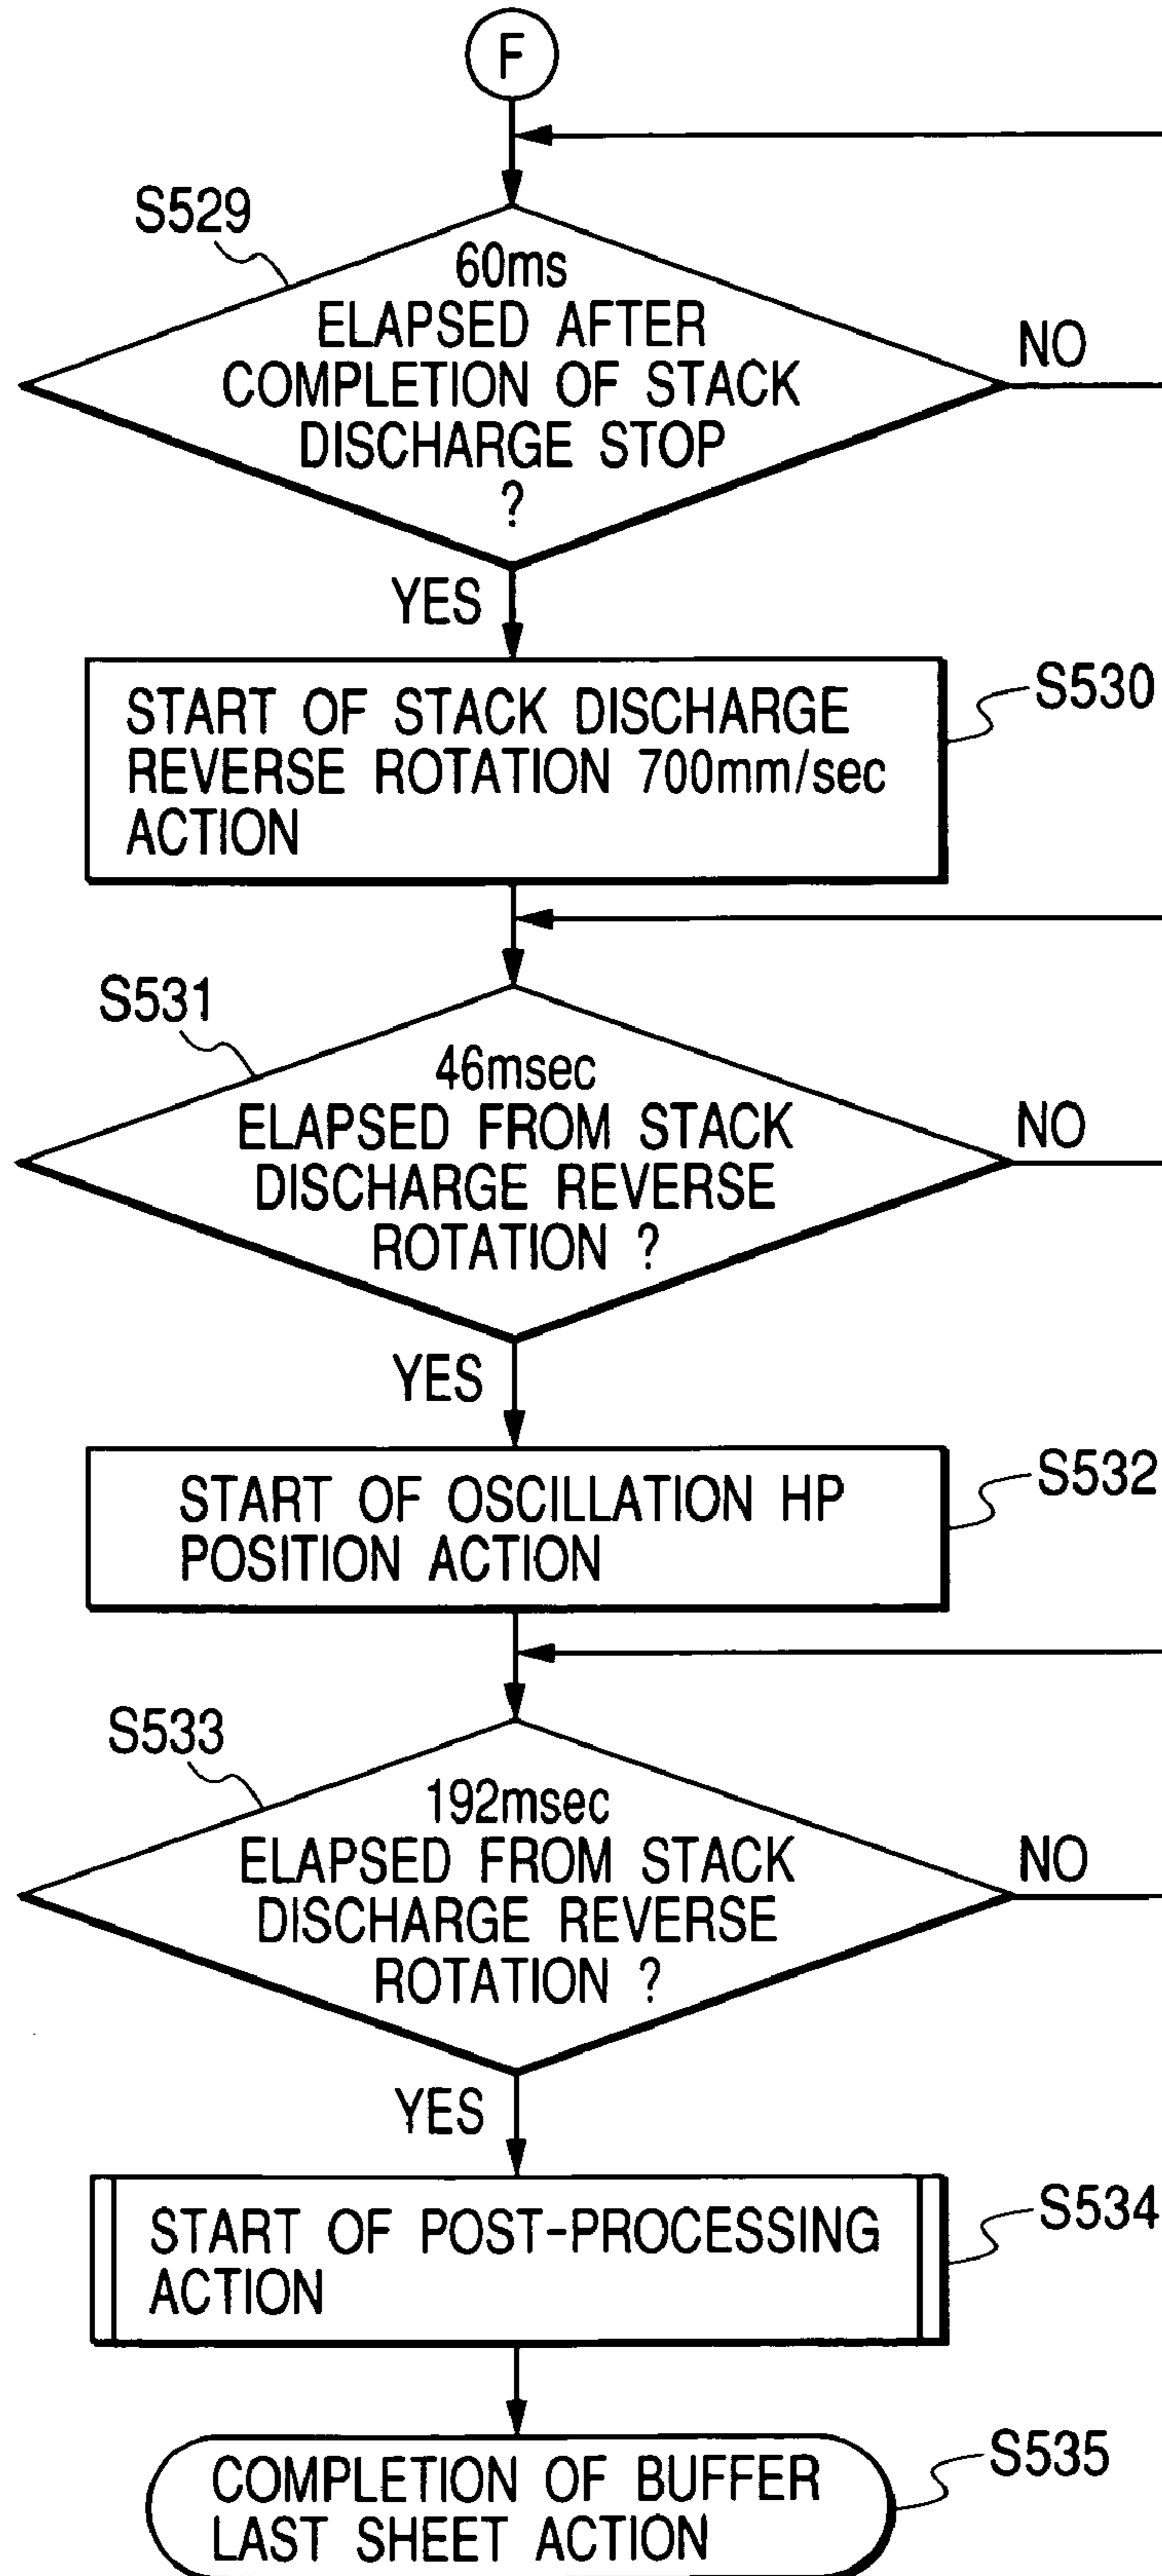 F
S529
60ms
ELAPSED AFTER
COMPLETION OF STACK
DISCHARGE STOP
?
NO
YES
START OF STACK DISCHARGE
REVERSE ROTATION 700mm/sec
ACTION
S530
S531
46msec
ELAPSED FROM STACK
DISCHARGE REVERSE
ROTATION ?
NO
YES
START OF OSCILLATION HP
POSITION ACTION
S532
S533
192msec
ELAPSED FROM STACK
DISCHARGE REVERSE
ROTATION ?
NO
YES
START OF POST-PROCESSING
ACTION
S534
COMPLETION OF BUFFER
LAST SHEET ACTION
S535